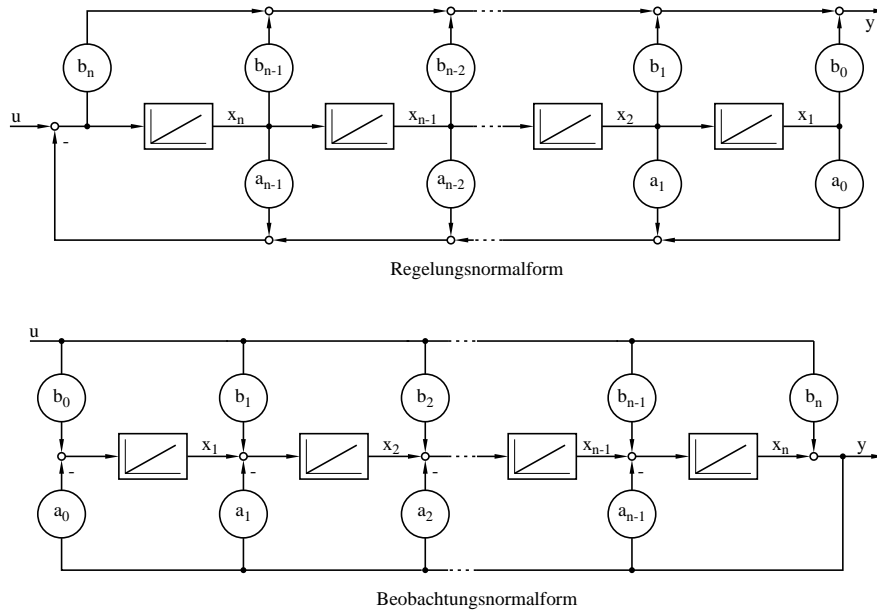 y
b_n b_{n-1} b_{n-2} b_1 b_0
u x_n x_{n-1} x_2 x_1
-
a_{n-1} a_{n-2} a_1 a_0
Regelungsnormalform
u
b_0 b_1 b_2 b_{n-1} b_n
x_1 x_2 x_{n-1} x_n y
- - - -
a_0 a_1 a_2 a_{n-1}
Beobachtungsnormalform